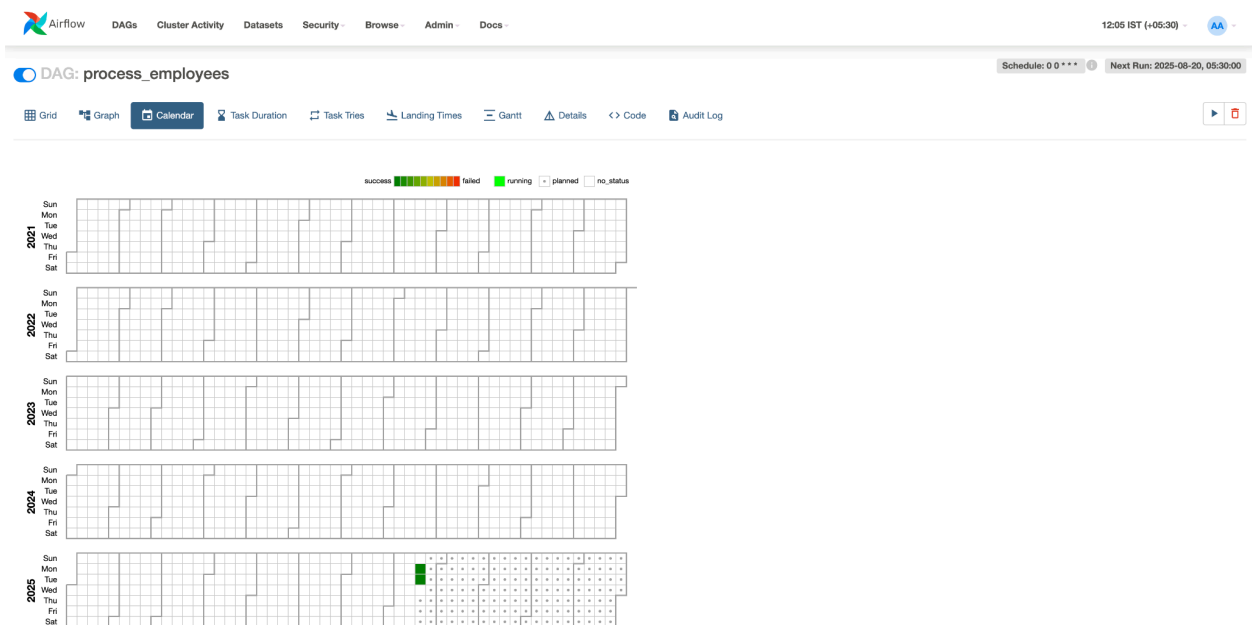 Airflow DAGs Cluster Activity Datasets Security Browse Admin Docs 12:05 IST (+05:30) AA
DAG: process_employees Schedule: 0 0 * * * Next Run: 2025-08-20, 05:30:00
Grid Graph Calendar Task Duration Task Tries Landing Times Gantt Details Code Audit Log
success failed running planned no_status
2021
Sun
Mon
Tue
Wed
Thu
Fri
Sat
2022
Sun
Mon
Tue
Wed
Thu
Fri
Sat
2023
Sun
Mon
Tue
Wed
Thu
Fri
Sat
2024
Sun
Mon
Tue
Wed
Thu
Fri
Sat
2025
Sun
Mon
Tue
Wed
Thu
Fri
Sat